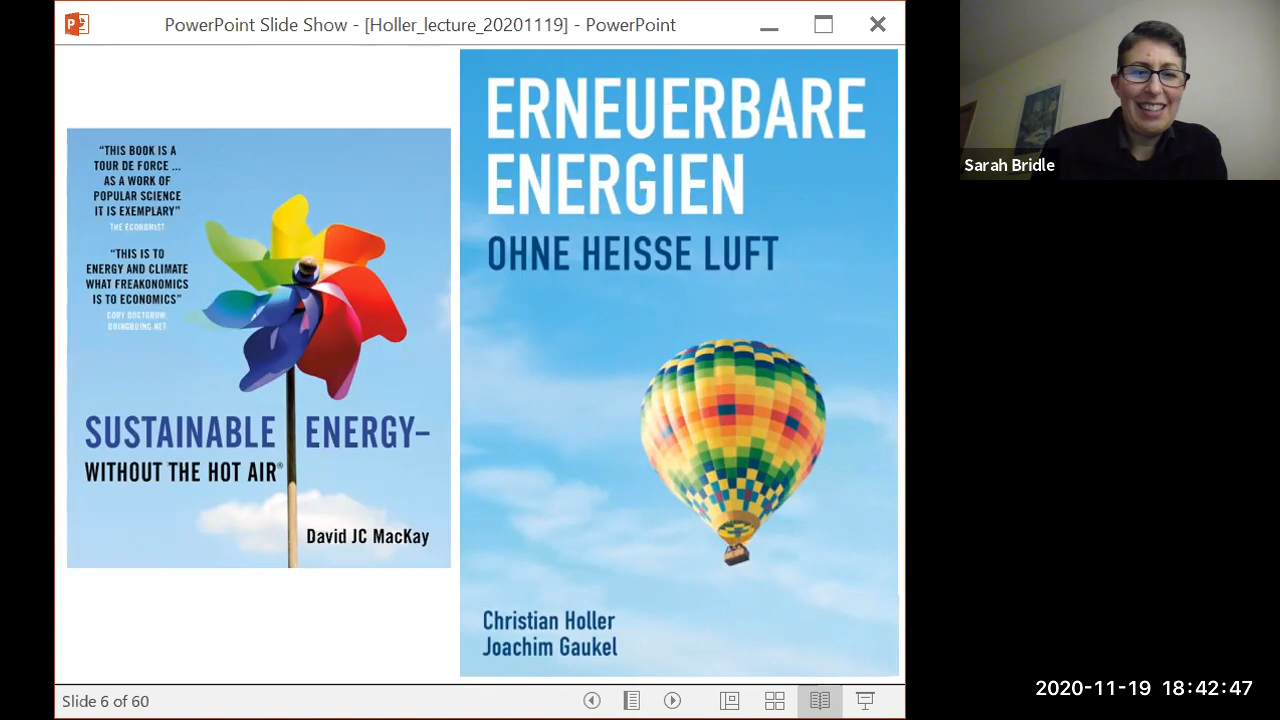 PowerPoint Slide Show - [Holler_lecture_20201119] - PowerPoint
"THIS BOOK IS A
TOUR DE FORCE ...
AS A WORK OF
POPULAR SCIENCE
IT IS EXEMPLARY"
THE ECONOMIST
"THIS IS TO
ENERGY AND CLIMATE
WHAT FREAKONOMICS
IS TO ECONOMICS"
CORY DOCTOROW
BOINGBOING.NET
SUSTAINABLE ENERGY–
WITHOUT THE HOT AIR®
David JC MacKay
ERNEUERBARE
ENERGIEN
OHNE HEISSE LUFT
Christian Holler
Joachim Gaukel
Slide 6 of 60
Sarah Bridle
2020-11-19 18:42:47